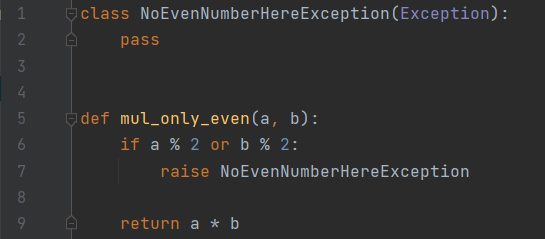 1 class NoEvenNumberHereException(Exception):
2     pass
3
4
5 def mul_only_even(a, b):
6     if a % 2 or b % 2:
7         raise NoEvenNumberHereException
8
9     return a * b